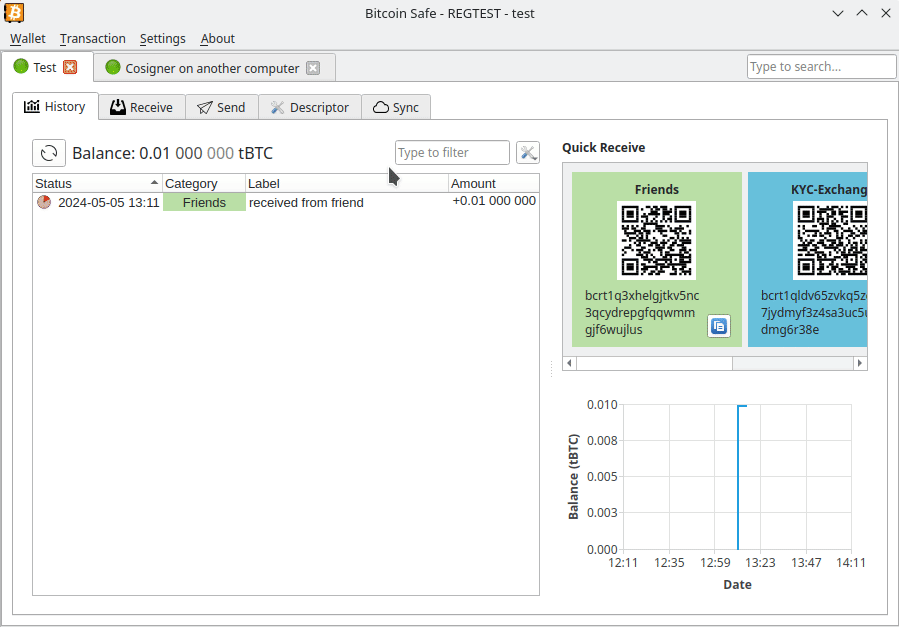 Bitcoin Safe - REGTEST - test
Wallet Transaction Settings About
Test Cosigner on another computer Type to search...
History Receive Send Descriptor Sync
Balance: 0.01 000 000 tBTC Type to filter
Status Category Label Amount
2024-05-05 13:11 Friends received from friend +0.01 000 000
Quick Receive
Friends
bcrt1q3xhelgjtkv5nc
3qcydrepgfqqwmm
gjf6wujlus
KYC-Exchang
bcrt1qldv65zvkq5z
7jydmyf3z4sa3uc5
dmg6r38e
Balance (tBTC)
0.010
0.008
0.005
0.003
0.000
12:11 12:35 12:59 13:23 13:47 14:11
Date